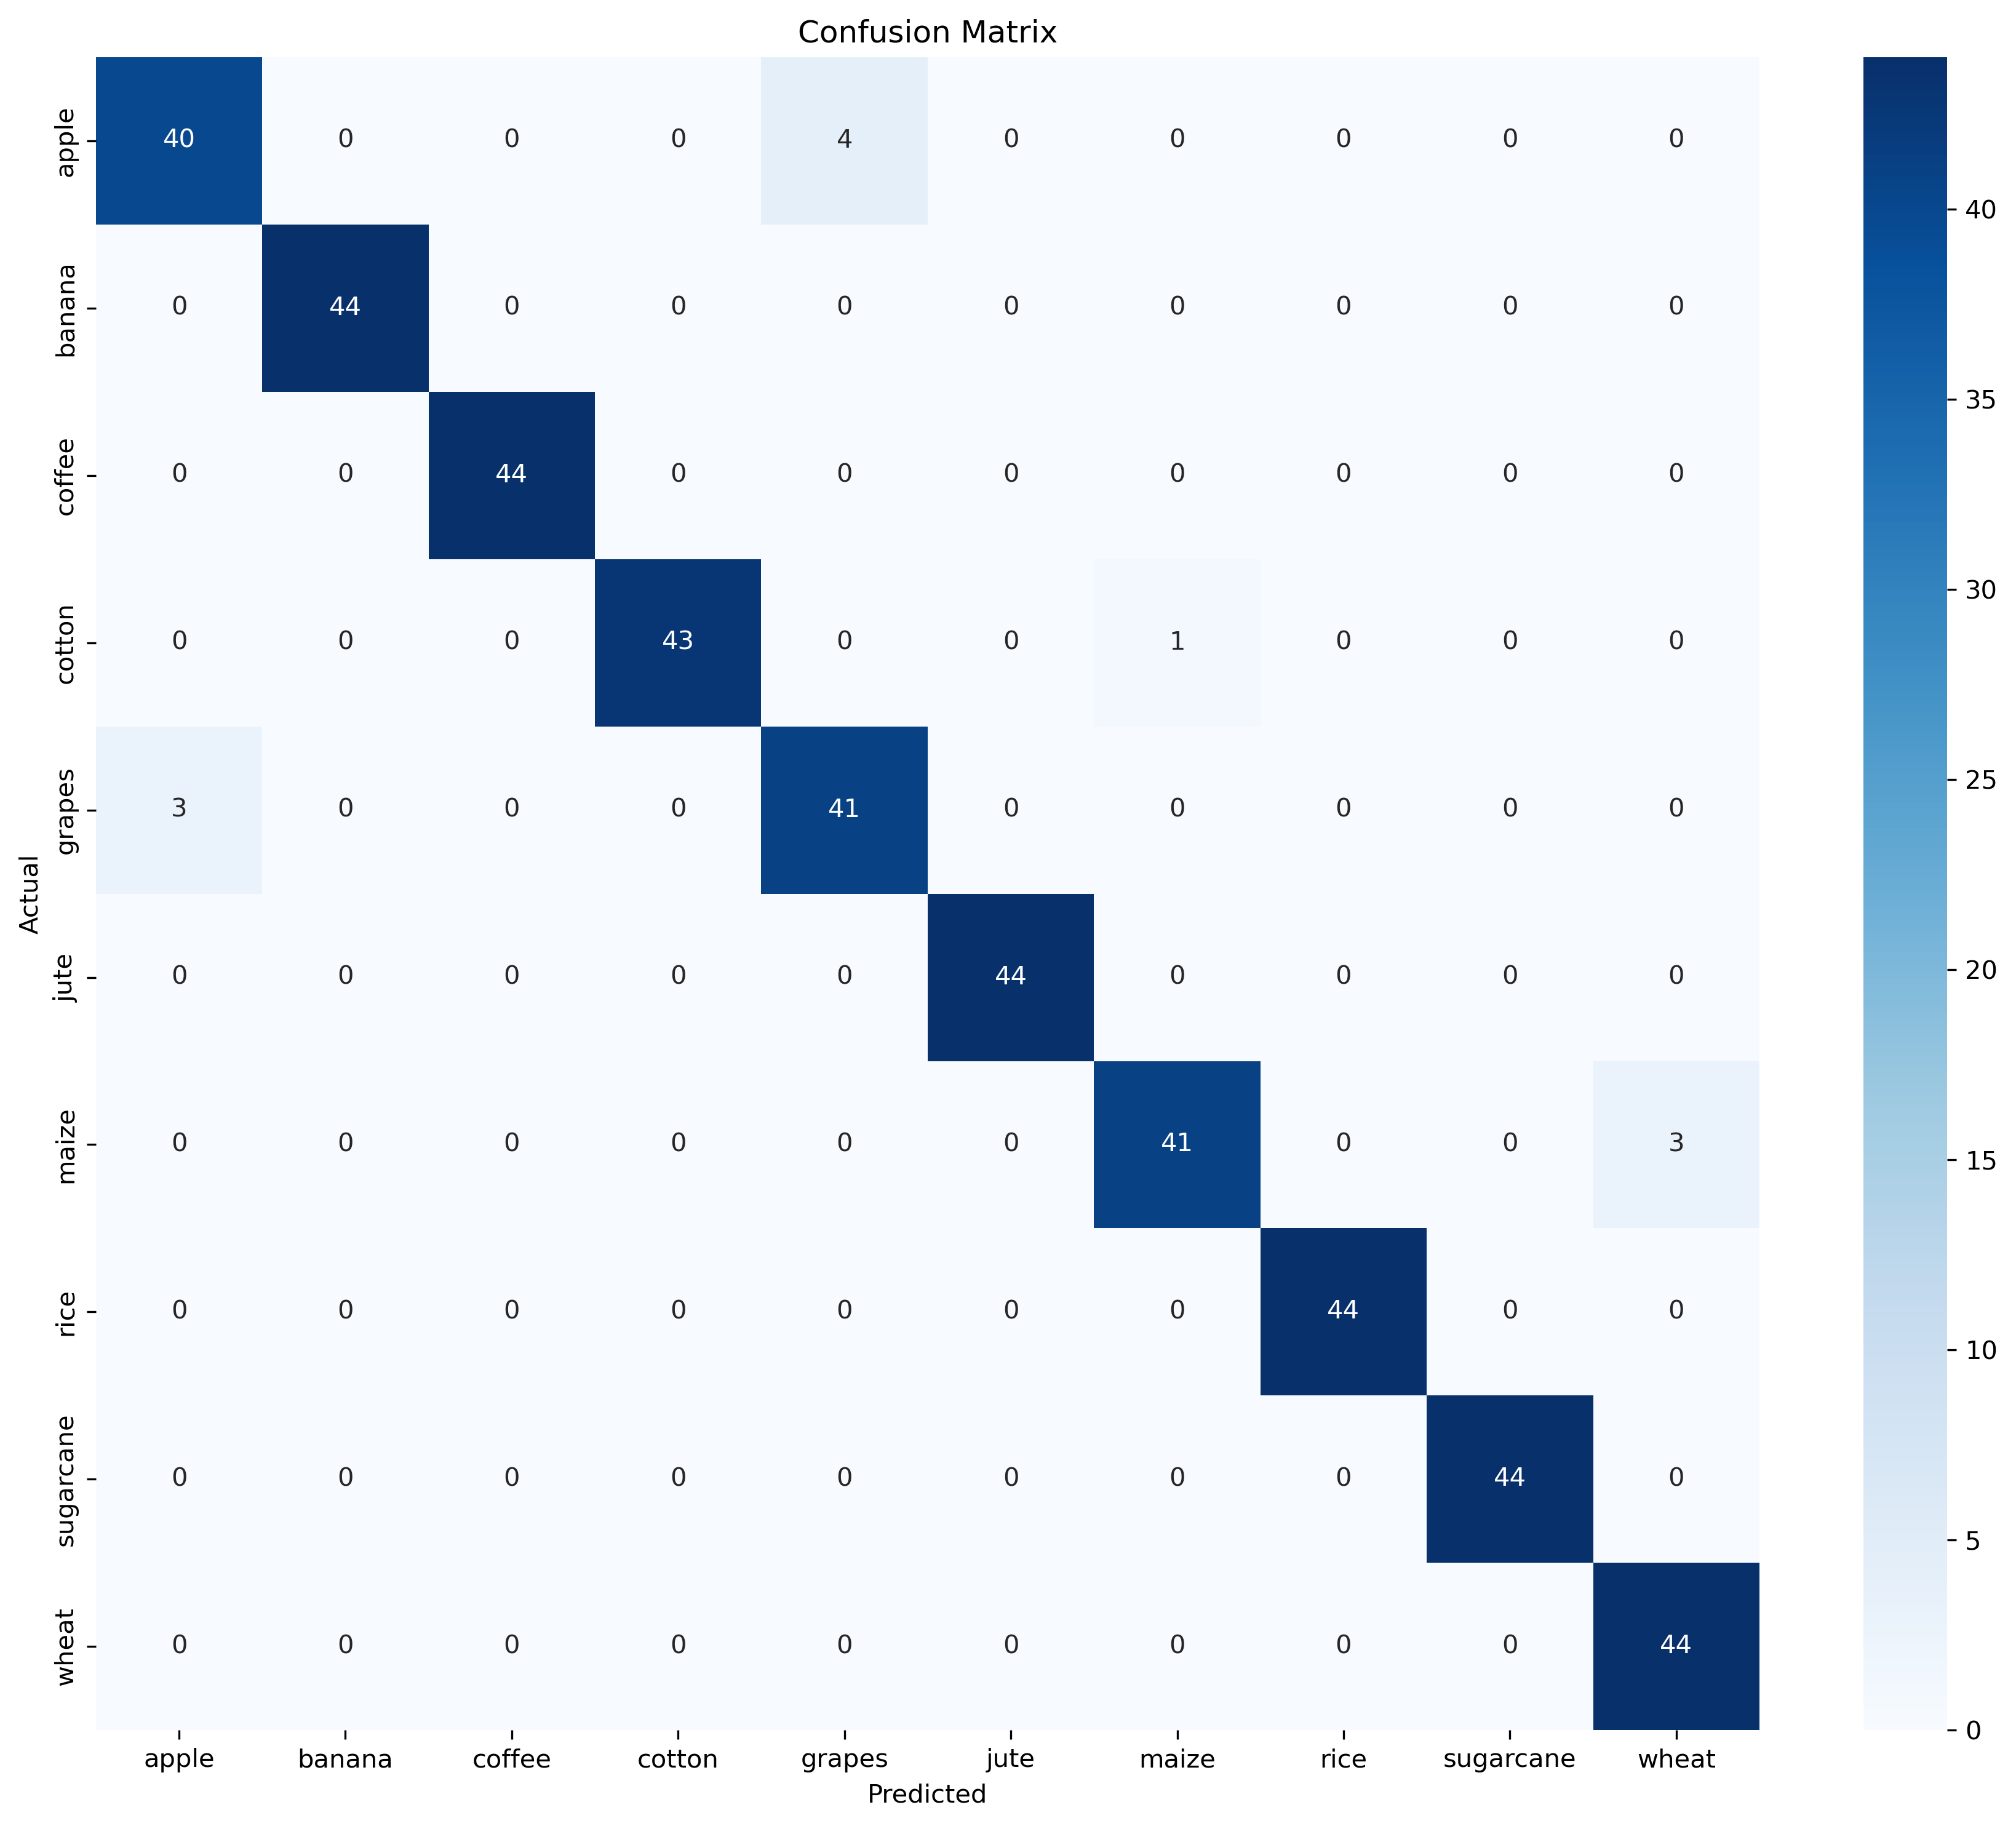 Confusion Matrix
apple 40 0 0 0 4 0 0 0 0 0
banana 0 44 0 0 0 0 0 0 0 0
coffee 0 0 44 0 0 0 0 0 0 0
cotton 0 0 0 43 0 0 1 0 0 0
grapes 3 0 0 0 41 0 0 0 0 0
jute 0 0 0 0 0 44 0 0 0 0
maize 0 0 0 0 0 0 41 0 0 3
rice 0 0 0 0 0 0 0 44 0 0
sugarcane 0 0 0 0 0 0 0 0 44 0
wheat 0 0 0 0 0 0 0 0 0 44
Actual
apple banana coffee cotton grapes jute maize rice sugarcane wheat
Predicted
40
35
30
25
20
15
10
5
0